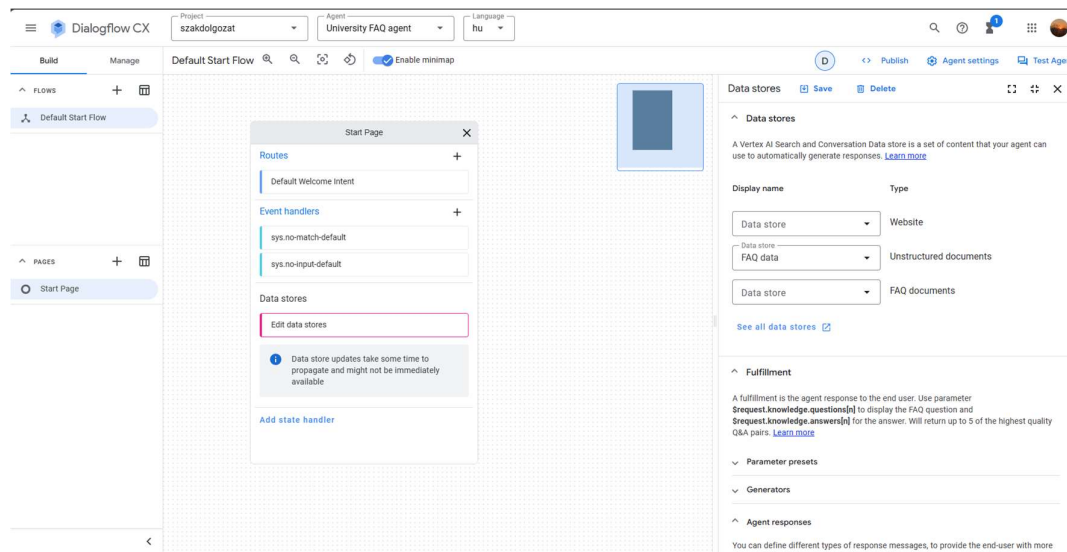 Dialogflow CX
Project
szakdolgozat
Agent
University FAQ agent
Language
hu
1
Build
Manage
Default Start Flow
Enable minimap
D
Publish
Agent settings
Test Age
FLOWS
Default Start Flow
PAGES
Start Page
Start Page
Routes
Default Welcome Intent
Event handlers
sys.no-match-default
sys.no-input-default
Data stores
Edit data stores
Data store updates take some time to
propagate and might not be immediately
available
Add state handler
Data stores
Save
Delete
Data stores
A Vertex AI Search and Conversation Data store is a set of content that your agent can
use to automatically generate responses. Learn more
Display name
Type
Data store
Website
Data store
FAQ data
Unstructured documents
Data store
FAQ documents
See all data stores
Fulfillment
A fulfillment is the agent response to the end user. Use parameter
$request.knowledge.questions[n] to display the FAQ question and
$request.knowledge.answers[n] for the answer. Will return up to 5 of the highest quality
Q&A pairs. Learn more
Parameter presets
Generators
Agent responses
You can define different types of response messages, to provide the end-user with more